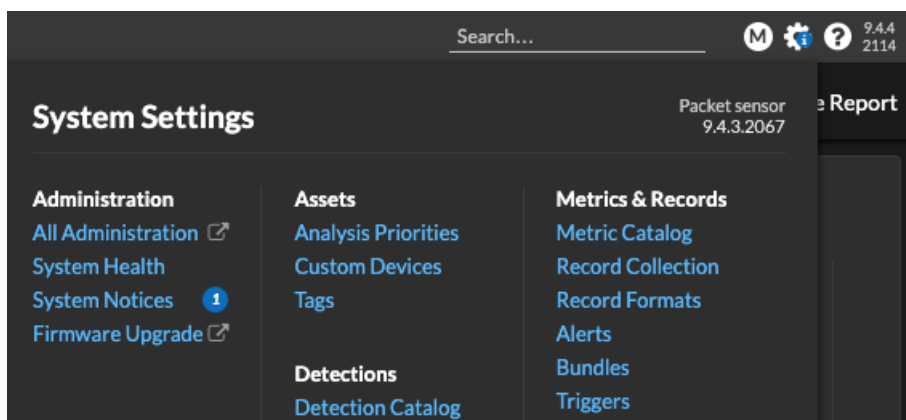 Search...
M
i
?
9.4.4
2114
System Settings
Packet sensor
9.4.3.2067
e Report
Administration
All Administration
System Health
System Notices 1
Firmware Upgrade
Assets
Analysis Priorities
Custom Devices
Tags
Detections
Detection Catalog
Metrics & Records
Metric Catalog
Record Collection
Record Formats
Alerts
Bundles
Triggers